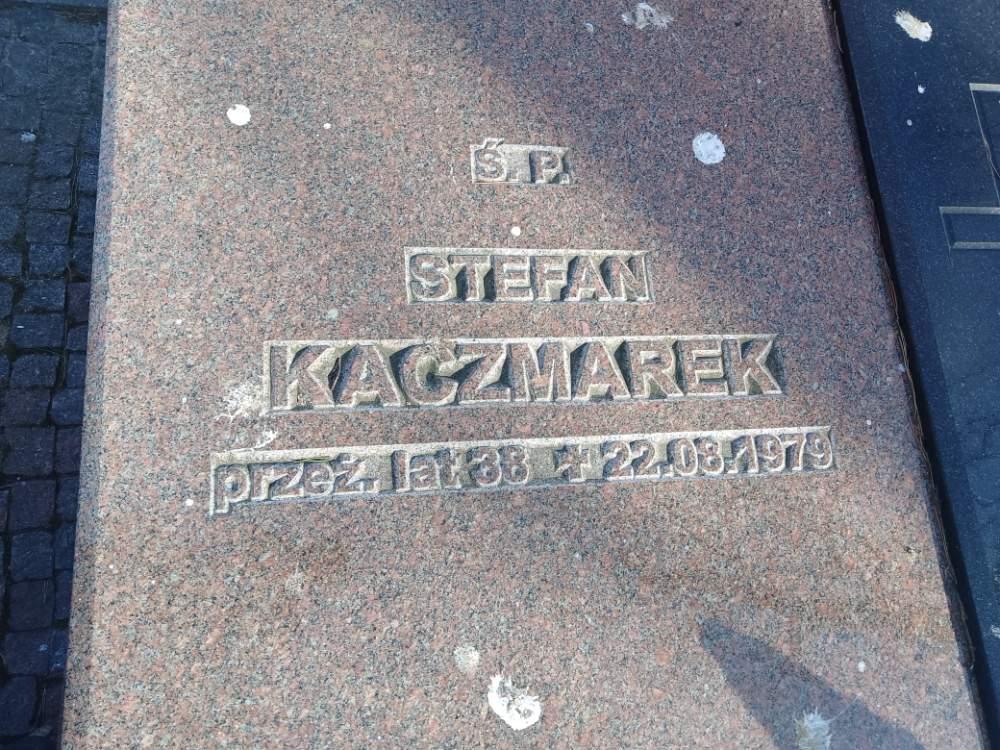 Ś. P.
STEFAN
KACZMAREK
przeż. lat 38 ✝ 22.08.1979